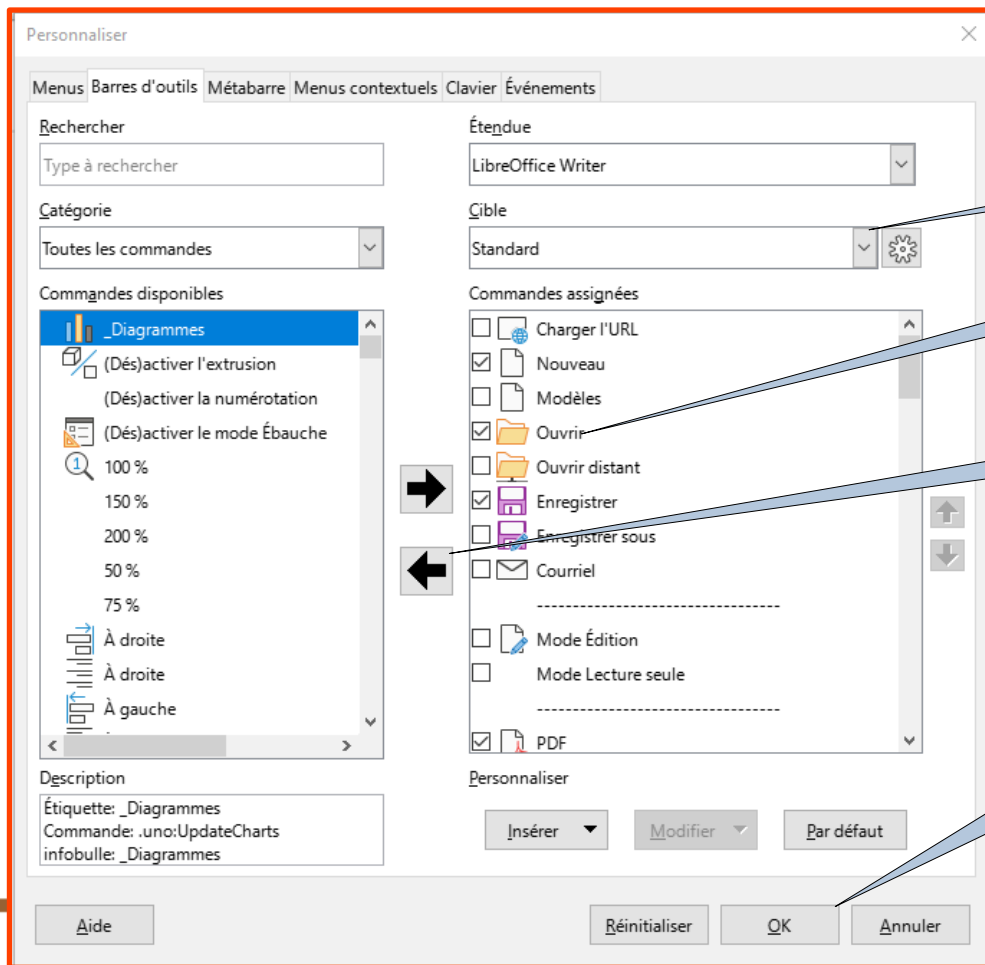 Personnaliser
Menus Barres d'outils Métabarre Menus contextuels Clavier Événements
Rechercher
Type à rechercher
Catégorie
Toutes les commandes
Commandes disponibles
_Diagrammes
(Dés)activer l'extrusion
(Dés)activer la numérotation
(Dés)activer le mode Ébauche
100 %
150 %
200 %
50 %
75 %
À droite
À droite
À gauche
Description
Étiquette: _Diagrammes
Commande: .uno:UpdateCharts
infobulle: _Diagrammes
Étendue
LibreOffice Writer
Cible
Standard
Commandes assignées
Charger l'URL
Nouveau
Modèles
Ouvrir
Ouvrir distant
Enregistrer
Enregistrer sous
Courriel
----------------------------------
Mode Édition
Mode Lecture seule
----------------------------------
PDF
Personnaliser
Insérer Modifier Par défaut
Aide Réinitialiser OK Annuler